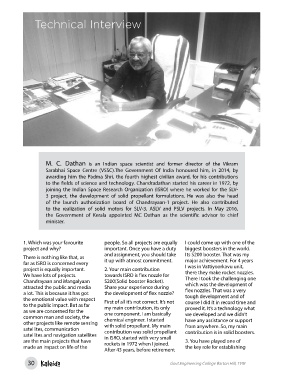 Technical Interview
M. C. Dathan is an Indian space scientist and former director of the Vikram
Sarabhai Space Center (VSSC).The Government Of India honoured him, in 2014, by
awarding him the Padma Shri, the fourth highest civilian award, for his contributions
to the fields of science and technology. Chandradathan started his career in 1972, by
joining the Indian Space Research Organization (ISRO) where he worked for the SLV-
3 project, the development of solid propellant formulations. He was also the head
of the launch authorization board of Chandrayaan-1 project. He also contributed
to the realization of solid motors for SLV-3, ASLV and PSLV projects. In May 2016,
the Government of Kerala appointed MC Dathan as the scientific advisor to chief
minister.
1. Which was your favourite
project and why?
There is nothing like that, as
far as ISRO is concerned every
project is equally important.
We have lots of projects.
Chandrayaan and Mangalyaan
attracted the public and media
a lot. This is because it has got
the emotional value with respect
to the public impact. But as far
as we are concerned for the
common man and society, the
other projects like remote sensing
satellites, communication
satellites and navigation satellites
are the main projects that have
made an impact on life of the
people. So all projects are equally
important. Once you have a duty
and assignment, you should take
it up with atmost commitment.
2. Your main contribution
towards ISRO is flex nozzle for
S200(Solid booster Rocket).
Share your experience during
the development of flex nozzle?
First of all it's not correct. It's not
my main contribution, its only
one component. I am basically
chemical engineer. I started
with solid propellant. My main
contribution was solid propellant
in ISRO, started with very small
rockets in 1972 when I joined.
After 43 years, before retirement
I could come up with one of the
biggest boosters in the world.
Its S200 booster. That was my
major achievement. For 4 years
I was in Vattiyoorkavu unit,
there they make rocket nozzles.
There I took the challenging one
which was the development of
flex nozzles. That was a very
tough development and of
course I did it in record time and
proved it. It's a technology what
we developed and we didn't
have any assistance or support
from anywhere. So, my main
contribution is in solid boosters.
3. You have played one of
the key role for establishing
30 Kaleido
Govt Engineering College Barton Hill, TVM